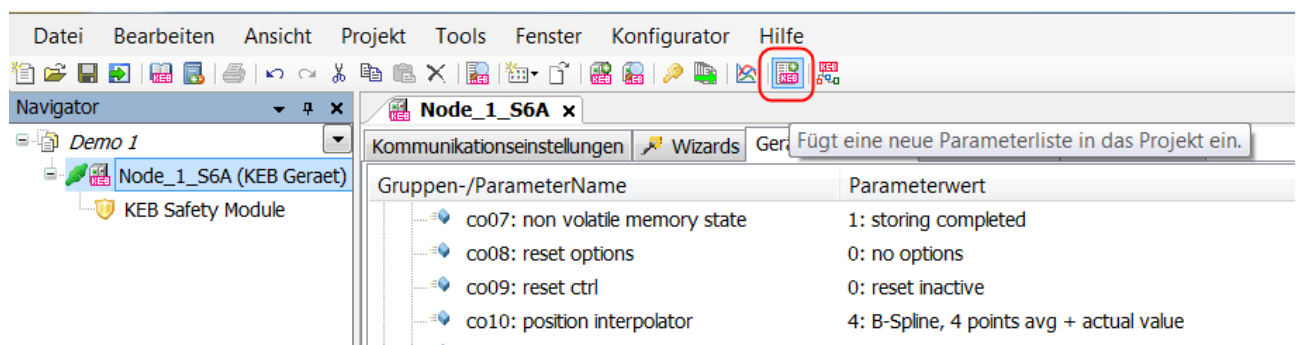 Datei Bearbeiten Ansicht Projekt Tools Fenster Konfigurator Hilfe
Navigator
Node_1_S6A
Demo 1
Kommunikationseinstellungen Wizards Gerä
Fügt eine neue Parameterliste in das Projekt ein.
Node_1_S6A (KEB Geraet)
KEB Safety Module
Gruppen-/ParameterName Parameterwert
co07: non volatile memory state 1: storing completed
co08: reset options 0: no options
co09: reset ctrl 0: reset inactive
co10: position interpolator 4: B-Spline, 4 points avg + actual value